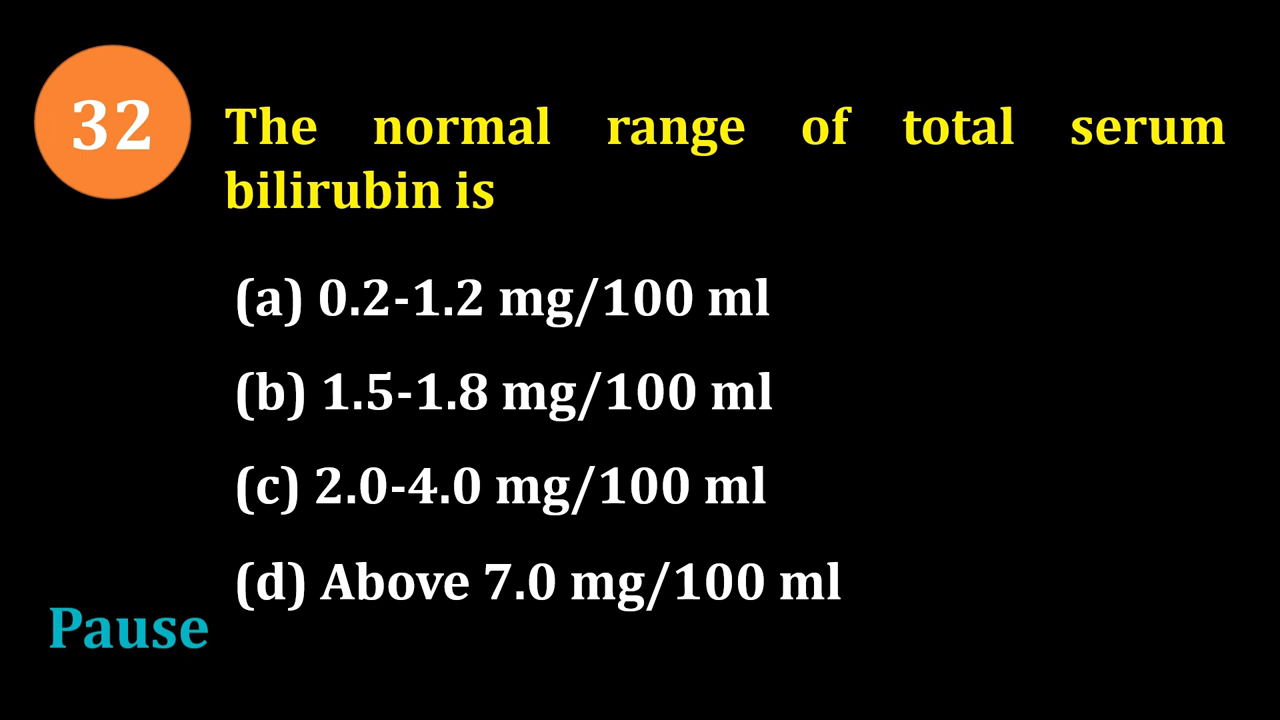 32
The normal range of total serum
bilirubin is
(a) 0.2-1.2 mg/100 ml
(b) 1.5-1.8 mg/100 ml
(c) 2.0-4.0 mg/100 ml
(d) Above 7.0 mg/100 ml
Pause